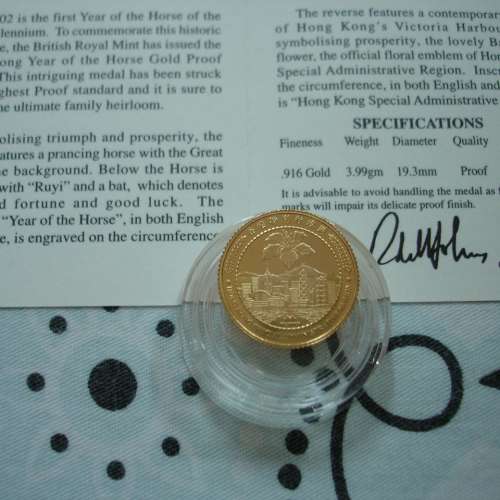 02 is the first Year of the Horse of the
llennium. To commemorate this historic
e, the British Royal Mint has issued the
ong Year of the Horse Gold Proof
This intriguing medal has been struck
ghest Proof standard and it is sure to
e ultimate family heirloom.
olising triumph and prosperity, the
eatures a prancing horse with the Great
e background. Below the Horse is
with "Ruyi" and a bat, which denotes
d fortune and good luck. The
"Year of the Horse", in both English
e, is engraved on the circumference
The reverse features a contemporary
of Hong Kong's Victoria Harbour
symbolising prosperity, the lovely B
flower, the official floral emblem of Hon
Special Administrative Region. Insc
the circumference, in both English and
is "Hong Kong Special Administrative
SPECIFICATIONS
Fineness Weight Diameter Quality
.916 Gold 3.99gm 19.3mm Proof
It is advisable to avoid handling the medal as f
marks will impair its delicate proof finish.